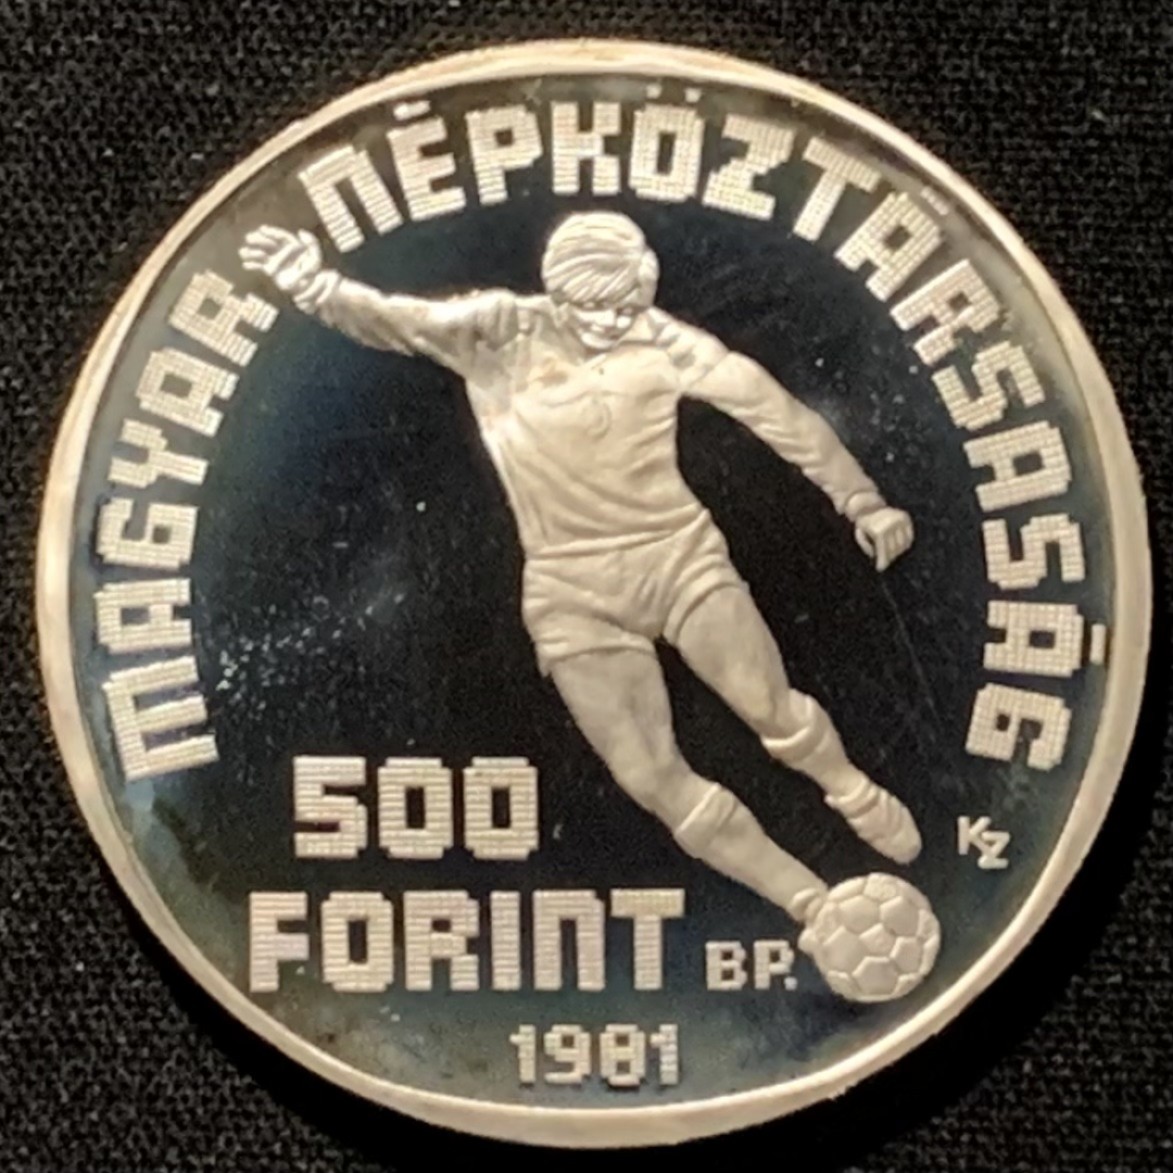 MAGYAR NÉPKÖZTÁRSASÁG
500
FORINT BP.
1981
KZ